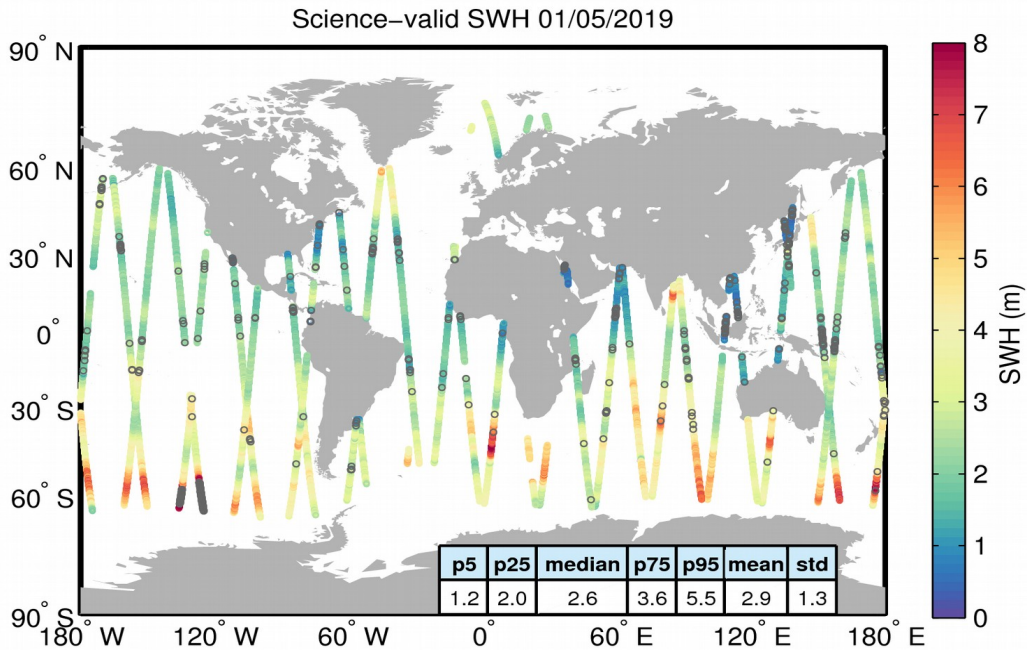 Science−valid SWH 01/05/2019
90° N
60° N
30° N
0°
30° S
60° S
90° S
180° W
120° W
60° W
0°
60° E
120° E
180° E
p5 p25 median p75 p95 mean std
1.2 2.0 2.6 3.6 5.5 2.9 1.3
8
7
6
5
4
3
2
1
0
SWH (m)